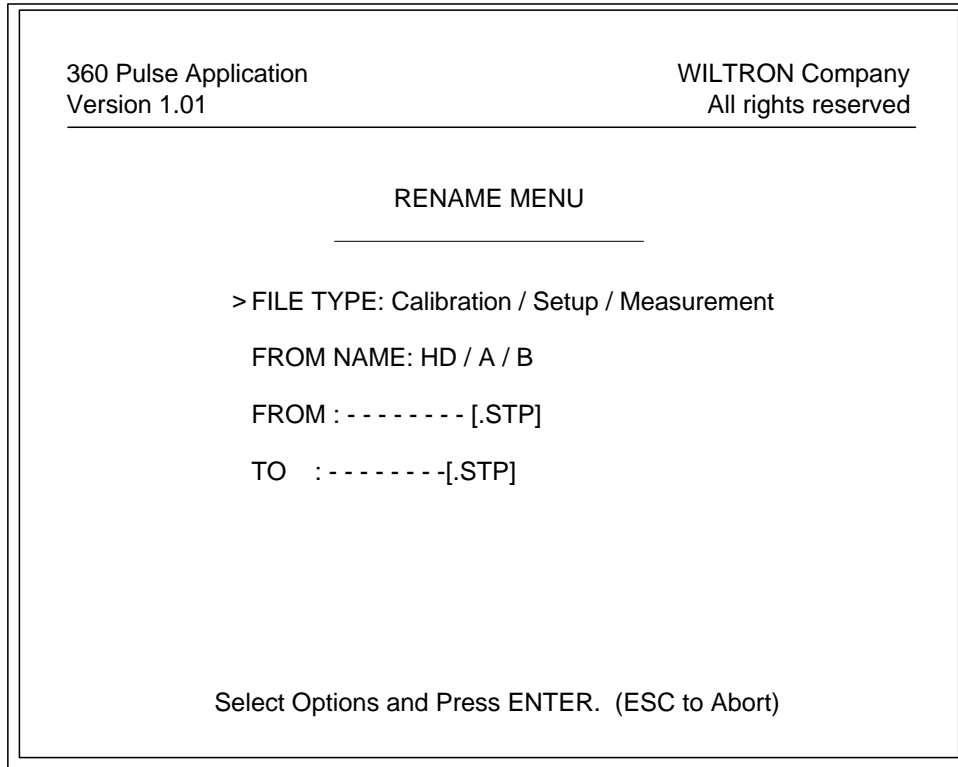 360 Pulse Application WILTRON Company
Version 1.01 All rights reserved
RENAME MENU
> FILE TYPE: Calibration / Setup / Measurement
FROM NAME: HD / A / B
FROM : - - - - - - - - [.STP]
TO : - - - - - - - -[.STP]
Select Options and Press ENTER. (ESC to Abort)